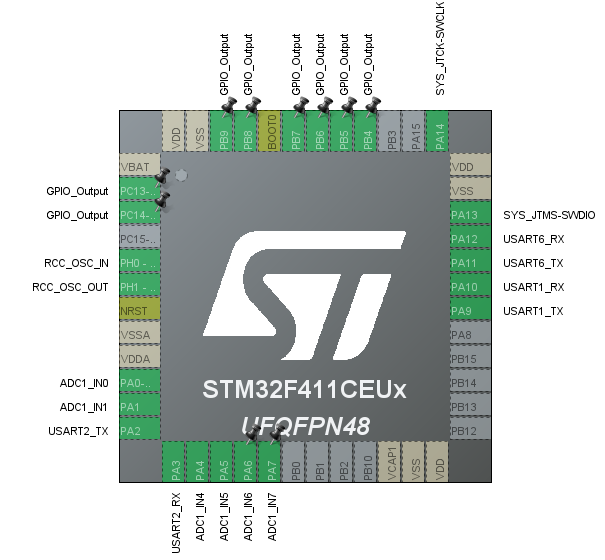 GPIO_Output
GPIO_Output
GPIO_Output
GPIO_Output
GPIO_Output
GPIO_Output
SYS_JTCK-SWCLK
VDD
VSS
PB9
PB8
BOOT0
PB7
PB6
PB5
PB4
PB3
PA15
PA14
VBAT
GPIO_Output PC13-..
GPIO_Output PC14-..
PC15-..
RCC_OSC_IN PH0 -..
RCC_OSC_OUT PH1 -..
NRST
VSSA
VDDA
ADC1_IN0 PA0-..
ADC1_IN1 PA1
USART2_TX PA2
VDD
VSS
PA13 SYS_JTMS-SWDIO
PA12 USART6_RX
PA11 USART6_TX
PA10 USART1_RX
PA9 USART1_TX
PA8
PB15
PB14
PB13
PB12
ST
STM32F411CEUx
UFQFPN48
PA3
PA4
PA5
PA6
PA7
PB0
PB1
PB2
PB10
VCAP1
VSS
VDD
USART2_RX
ADC1_IN4
ADC1_IN5
ADC1_IN6
ADC1_IN7